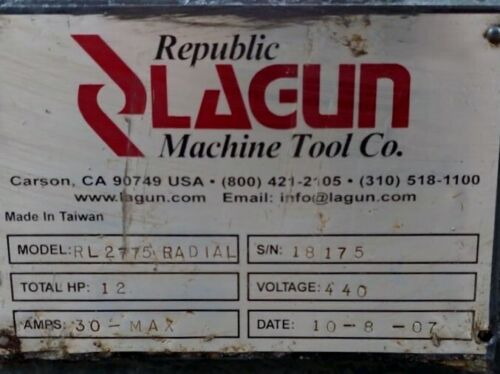 Republic
LAGUN
Machine Tool Co.
Carson, CA 90749 USA • (800) 421-2105 • (310) 518-1100
www.lagun.com Email: info@lagun.com
Made In Taiwan
MODEL: RL2775 RADIAL S/N: 18175
TOTAL HP: 12 VOLTAGE: 440
AMPS: 30-MAX DATE: 10-8-07